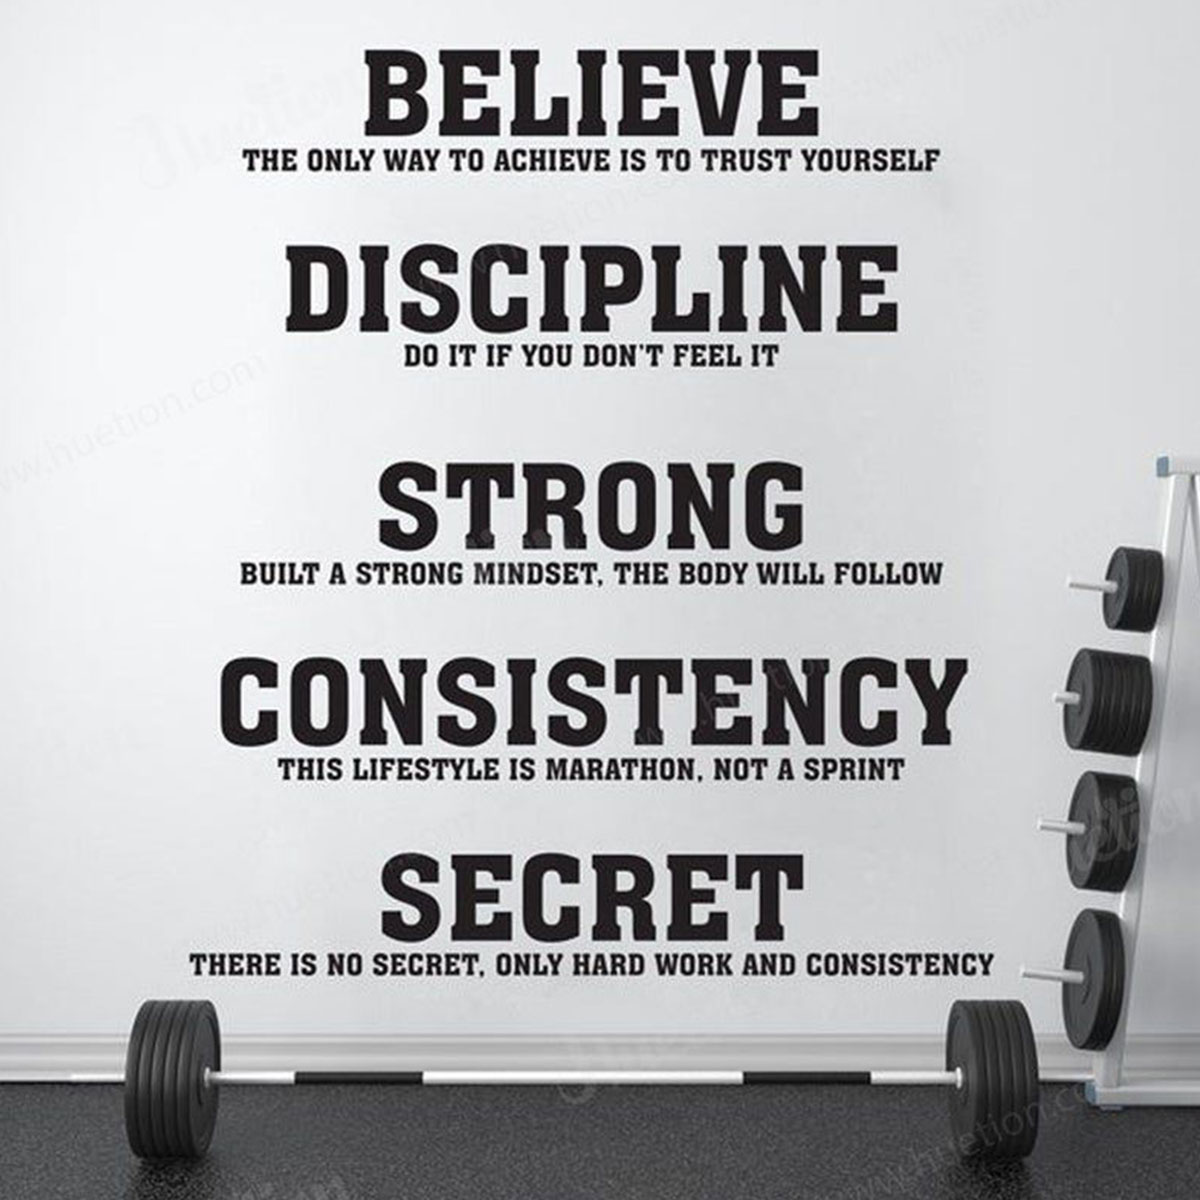 BELIEVE
THE ONLY WAY TO ACHIEVE IS TO TRUST YOURSELF
DISCIPLINE
DO IT IF YOU DON'T FEEL IT
STRONG
BUILT A STRONG MINDSET, THE BODY WILL FOLLOW
CONSISTENCY
THIS LIFESTYLE IS MARATHON, NOT A SPRINT
SECRET
THERE IS NO SECRET, ONLY HARD WORK AND CONSISTENCY
www.huetion.com
Huetion